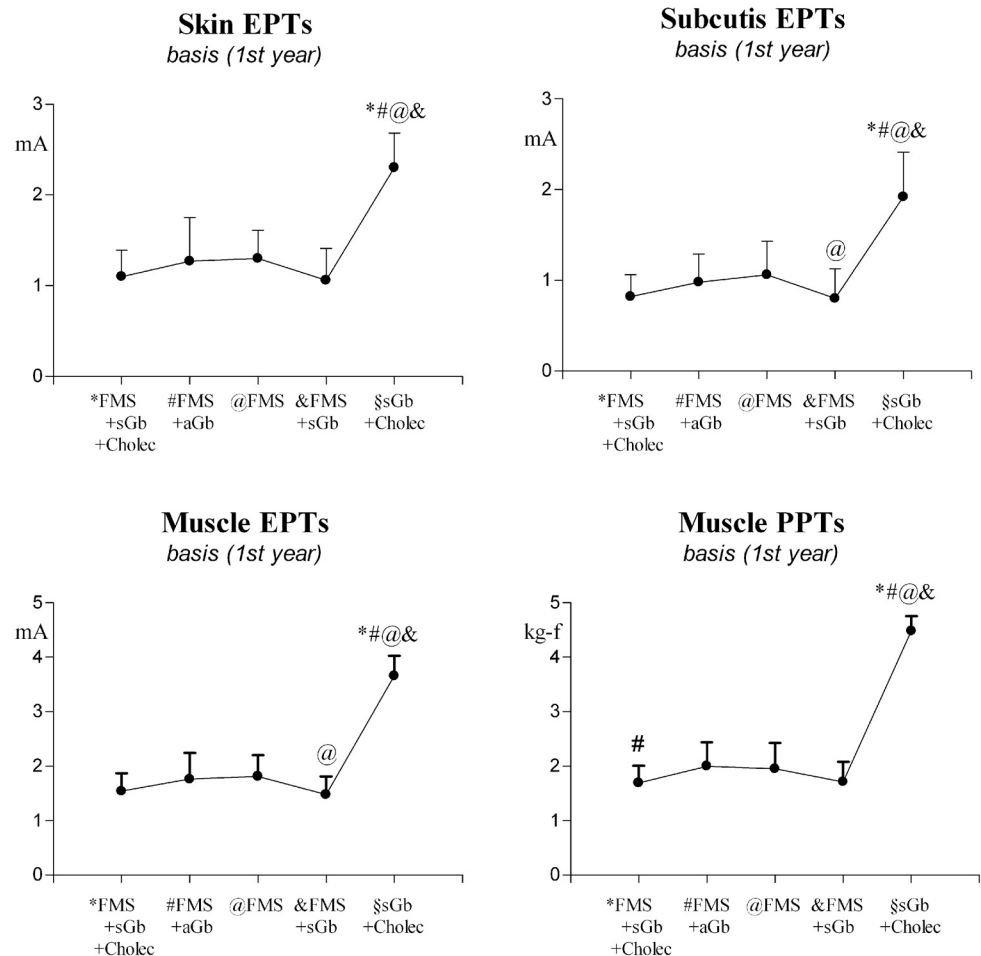 Skin EPTs
basis (1st year)
3
mA
2
1
0
*#@&
*FMS #FMS @FMS &FMS §sGb
+sGb +aGb +sGb +Cholec
+Cholec
Subcutis EPTs
basis (1st year)
3
mA
2
1
0
*#@&
@
*FMS #FMS @FMS &FMS §sGb
+sGb +aGb +sGb +Cholec
+Cholec
Muscle EPTs
basis (1st year)
5
mA
4
3
2
1
0
*#@&
@
*FMS #FMS @FMS &FMS §sGb
+sGb +aGb +sGb +Cholec
+Cholec
Muscle PPTs
basis (1st year)
5
kg-f
4
3
2
1
0
*#@&
#
*FMS #FMS @FMS &FMS §sGb
+sGb +aGb +sGb +Cholec
+Cholec